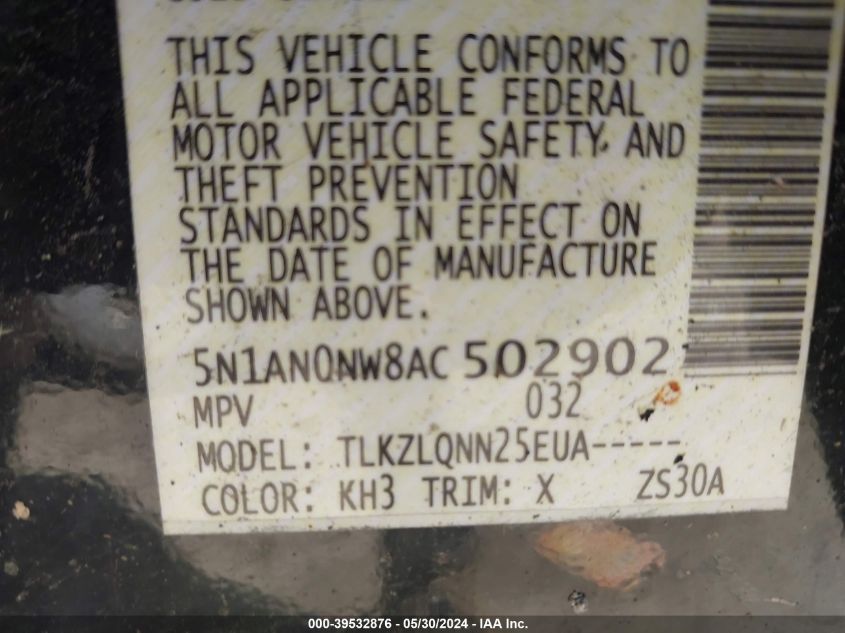 THIS VEHICLE CONFORMS TO
ALL APPLICABLE FEDERAL
MOTOR VEHICLE SAFETY, AND
THEFT PREVENTION
STANDARDS IN EFFECT ON
THE DATE OF MANUFACTURE
SHOWN ABOVE.
5N1AN0NW8AC 502902
MPV 032
MODEL: TLKZLQNN25EUA-----
COLOR: KH3 TRIM: X ZS30A
000-39532876 - 05/30/2024 - IAA Inc.